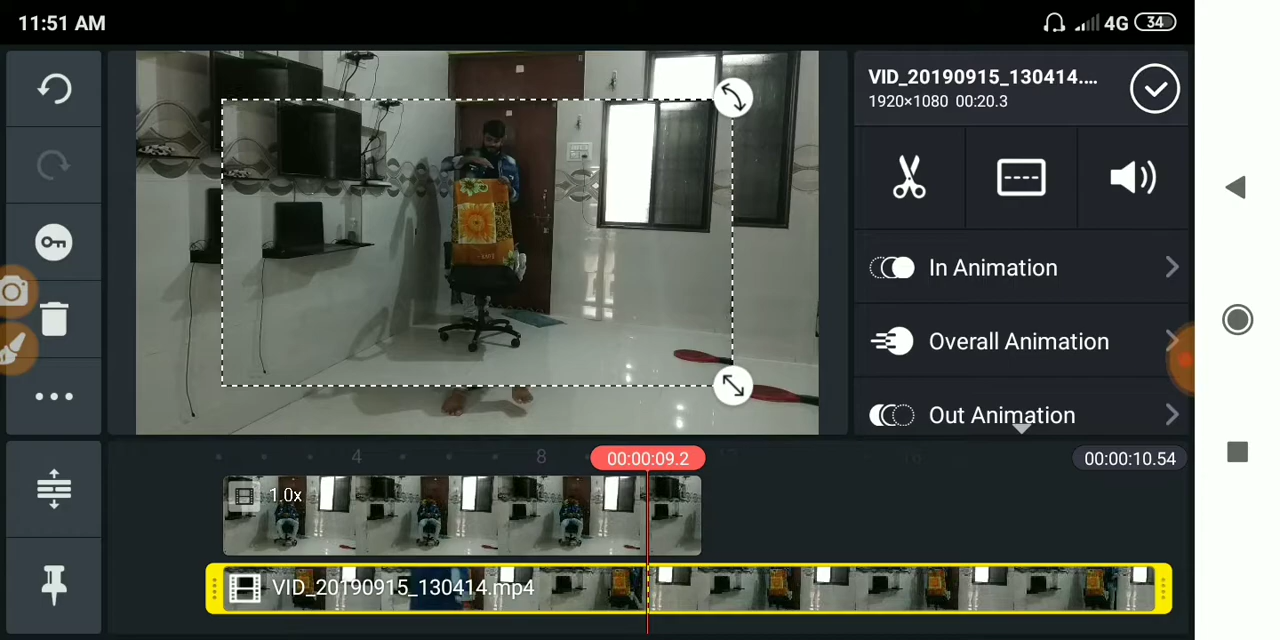 11:51 AM
4G 34
VID_20190915_130414....
1920×1080 00:20.3
In Animation
Overall Animation
Out Animation
4
8
00:00:09.2
00:00:10.54
1.0x
VID_20190915_130414.mp4